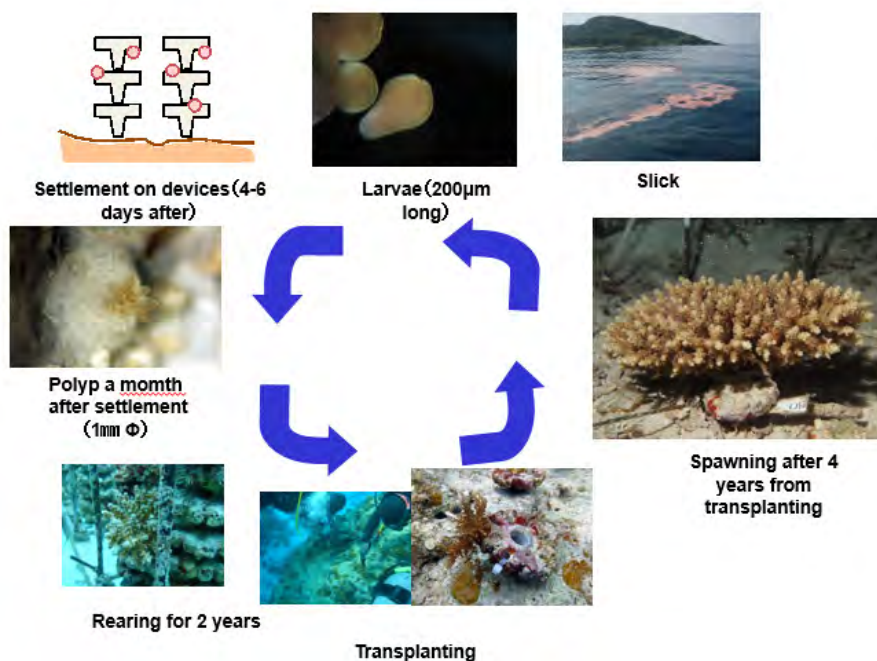 Settlement on devices(4-6
days after)
Larvae(200μm
long)
Slick
Polyp a momth
after settlement
(1㎜ Φ)
Spawning after 4
years from
transplanting
Rearing for 2 years
Transplanting